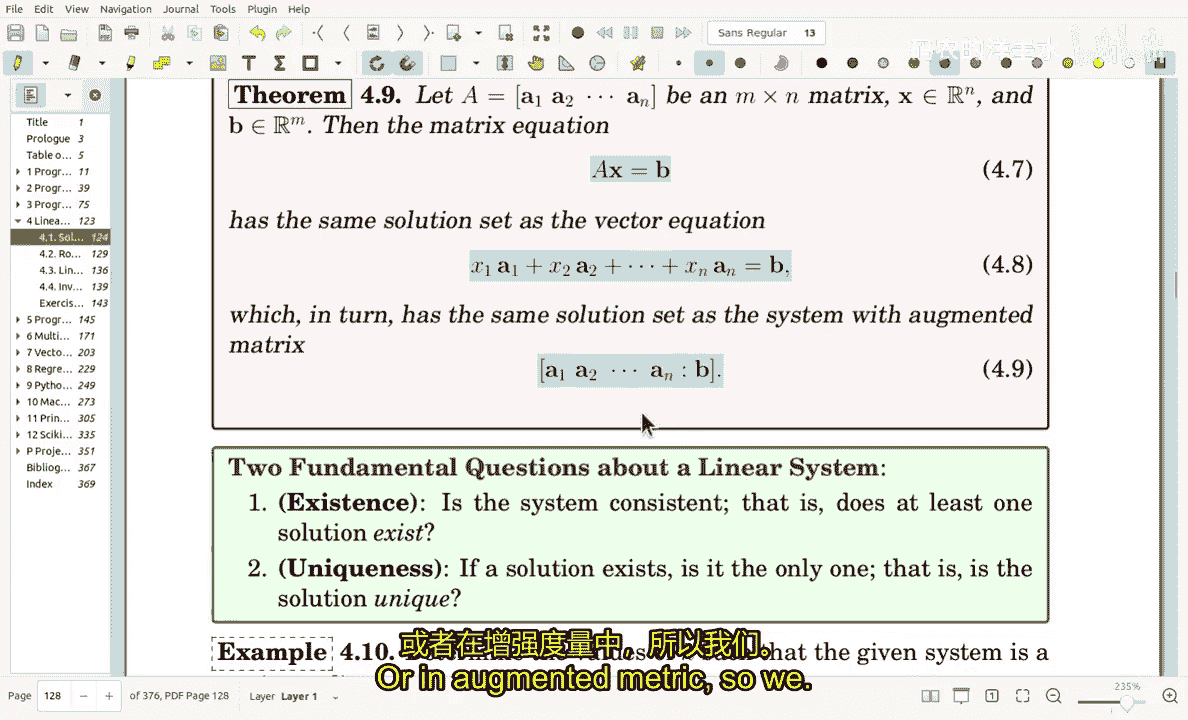 File Edit View Navigation Journal Tools Plugin Help
Sans Regular 13
Title 1
Prologue 3
Table o... 5
1 Progr... 11
2 Progr... 39
3 Progr... 75
4 Linea... 123
4.1. Sol... 124
4.2. Ro... 129
4.3. Lin... 136
4.4. Inv... 139
Exercis... 143
5 Progr... 145
6 Multi... 171
7 Vecto... 203
8 Regre... 229
9 Pytho... 249
10 Mac... 273
11 Prin... 305
12 Sciki... 335
P Proje... 351
Bibliog... 367
Index 369
Theorem 4.9. Let A = [a₁ a₂ ⋯ aₙ] be an m × n matrix, x ∈ ℝⁿ, and
b ∈ ℝᵐ. Then the matrix equation
Ax = b (4.7)
has the same solution set as the vector equation
x₁ a₁ + x₂ a₂ + ⋯ + xₙ aₙ = b, (4.8)
which, in turn, has the same solution set as the system with augmented
matrix
[a₁ a₂ ⋯ aₙ : b]. (4.9)
Two Fundamental Questions about a Linear System:
1. (Existence): Is the system consistent; that is, does at least one
solution exist?
2. (Uniqueness): If a solution exists, is it the only one; that is, is the
solution unique?
Example 4.10. that the given system is a
或者在增强度量中，所以我们。
Or in augmented metric, so we.
Page 128 of 376, PDF Page 128 Layer Layer 1 235%